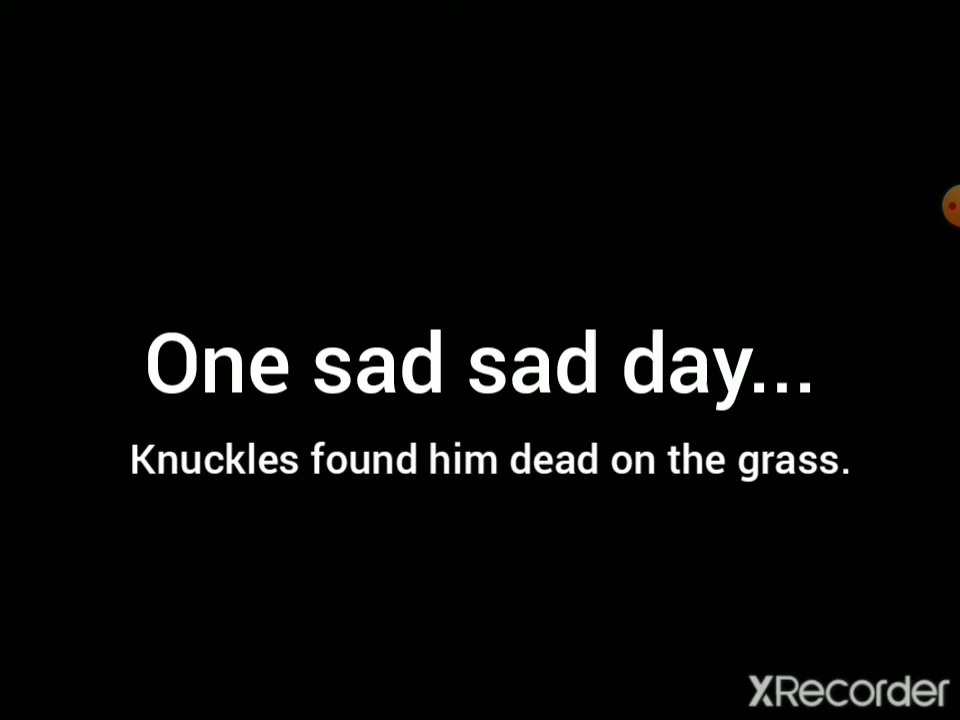 One sad sad day...
Knuckles found him dead on the grass.
XRecorder